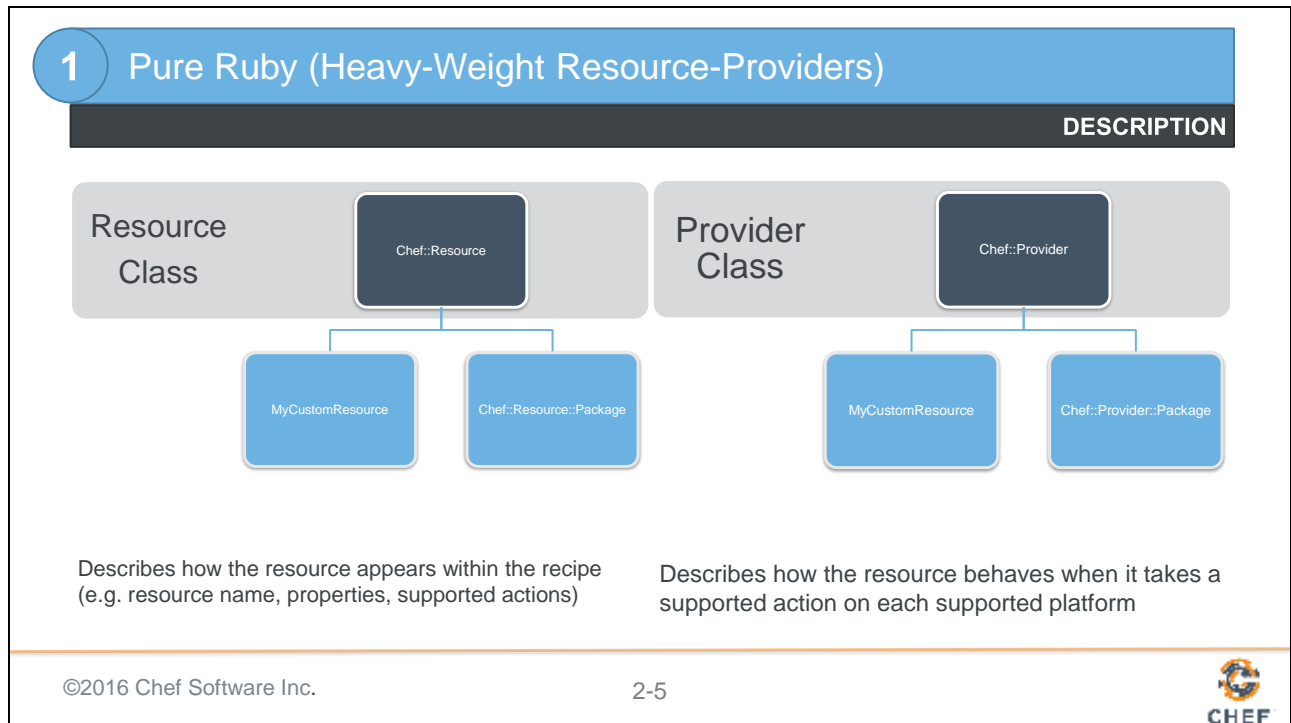 1
Pure Ruby (Heavy-Weight Resource-Providers)
DESCRIPTION
Resource
Class
Chef::Resource
MyCustomResource
Chef::Resource::Package
Describes how the resource appears within the recipe
(e.g. resource name, properties, supported actions)
Provider
Class
Chef::Provider
MyCustomResource
Chef::Provider::Package
Describes how the resource behaves when it takes a
supported action on each supported platform
©2016 Chef Software Inc.
2-5
CHEF